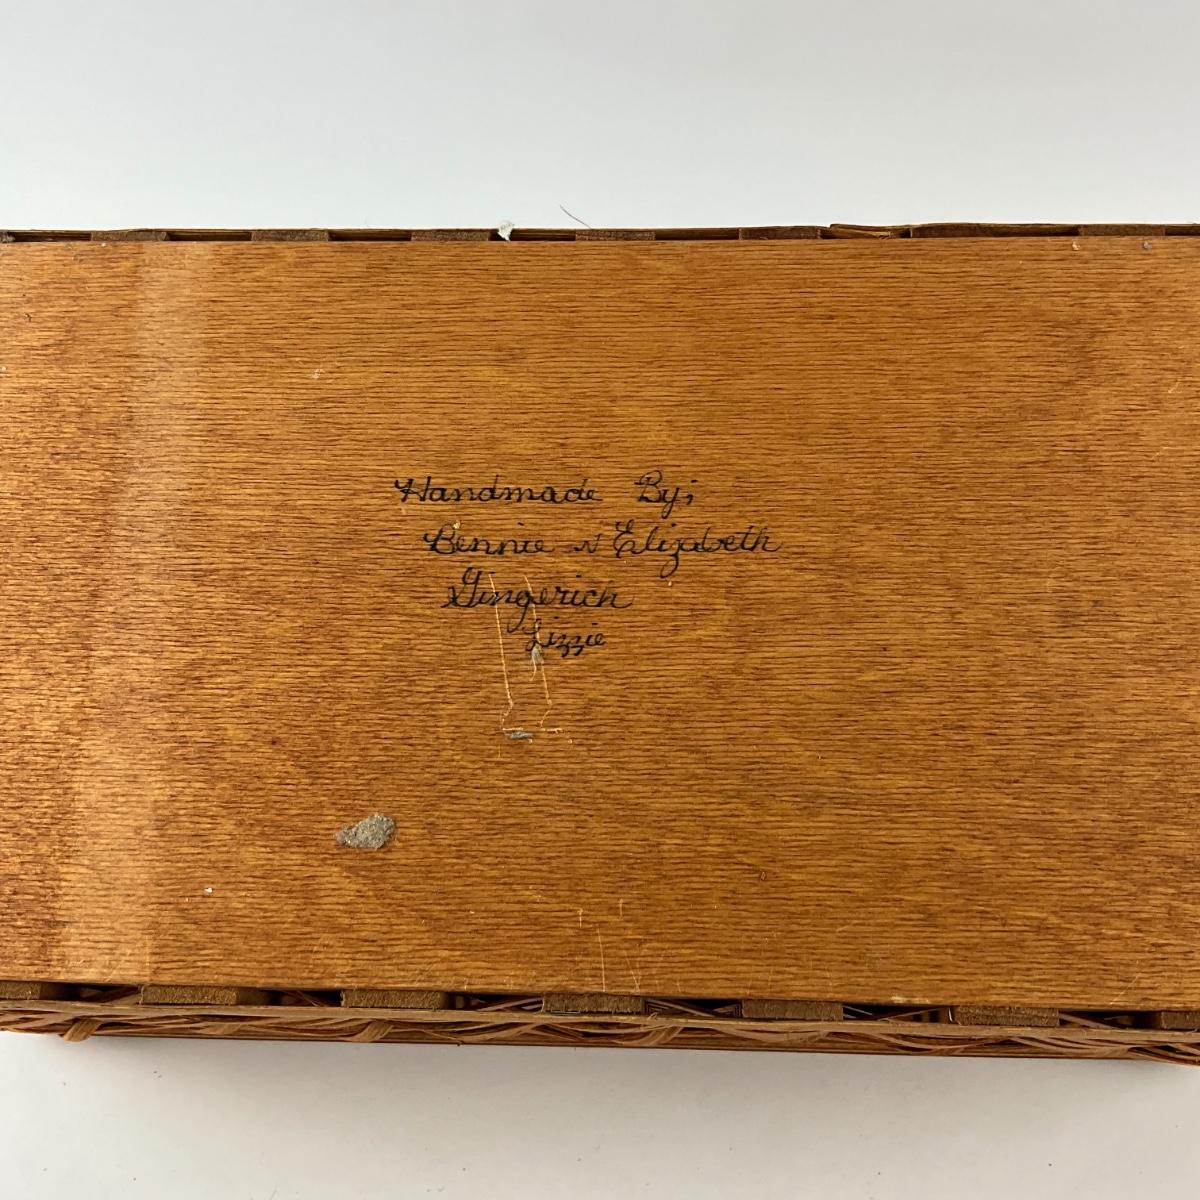 Handmade By;
Bennie n Elizabeth
Gingerich
Lizzie